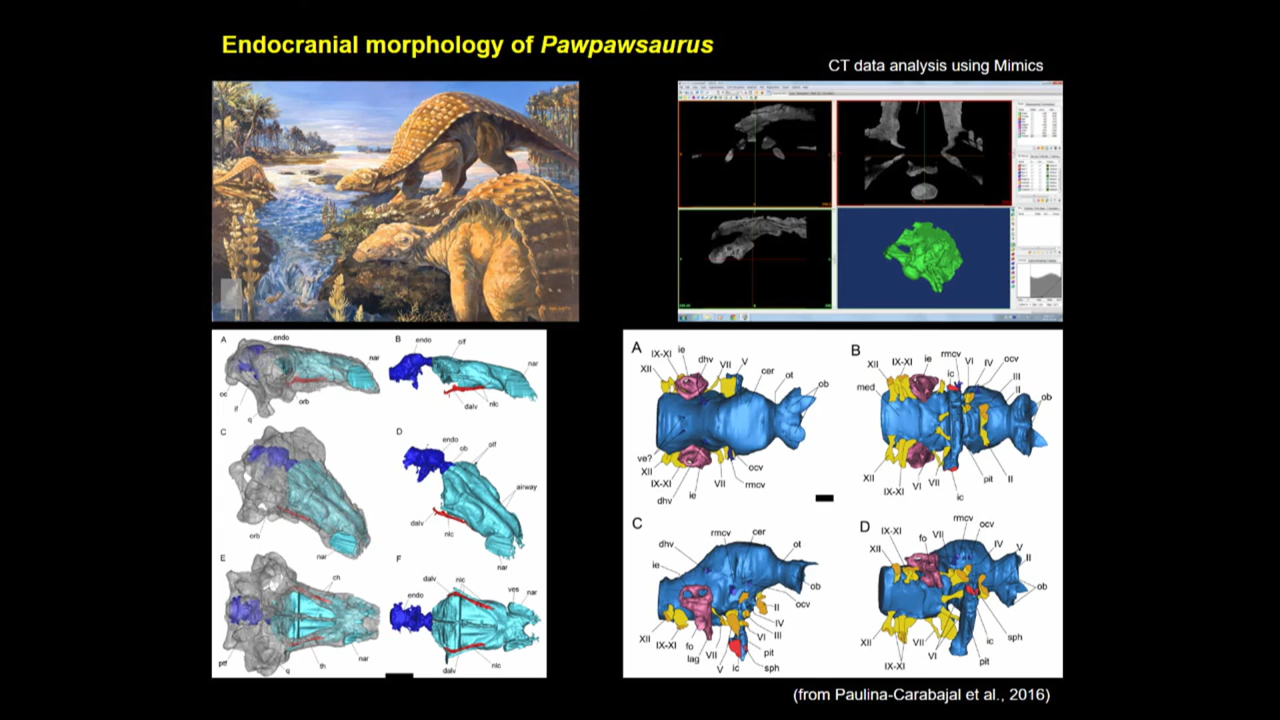 Endocranial morphology of Pawpawsaurus
CT data analysis using Mimics
A
endo
nar
oc
if
q
orb
B
endo
olf
nar
dalv
nlc
C
orb
nar
D
endo
ob
olf
airway
dalv
nlc
nar
E
ch
ptf
q
th
nar
F
endo
dalv
nlc
ves
nar
dalv
nlc
A
XII
IX-XI
ie
dhv
VII
V
cer
ot
ob
ve?
XII
IX-XI
dhv
ie
VII
ocv
rmcv
B
XII
IX-XI
ie
rmcv
ic
VI
IV
ocv
III
II
ob
med
XII
IX-XI
VI
VII
ic
pit
II
C
ie
dhv
rmcv
cer
ot
ob
ocv
II
IV
III
VI
pit
sph
ic
V
VII
lag
fo
IX-XI
XII
D
XII
IX-XI
fo
VII
rmcv
ocv
IV
V
II
ob
sph
ic
pit
VI
VII
IX-XI
XII
(from Paulina-Carabajal et al., 2016)